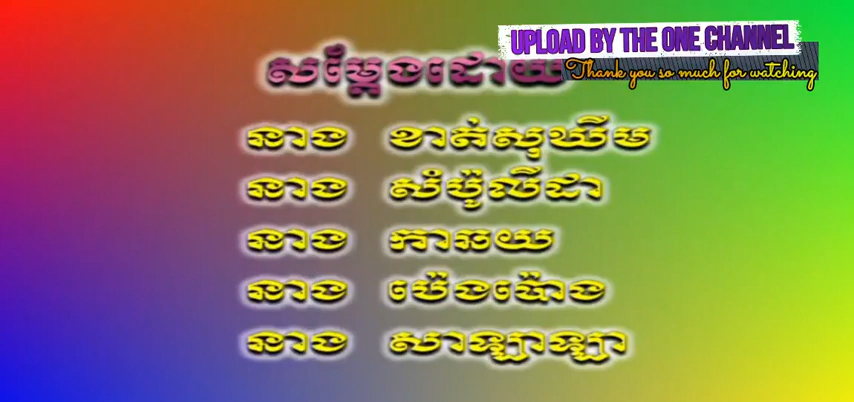 UPLOAD BY THE ONE CHANNEL
Thank you so much for watching
សម្ដែងដោយ
នាង ខាត់សុឃីម
នាង សំប៉ូលីដា
នាង កាឆយ
នាង ប៉េងប៉ោង
នាង សាឡាឡា